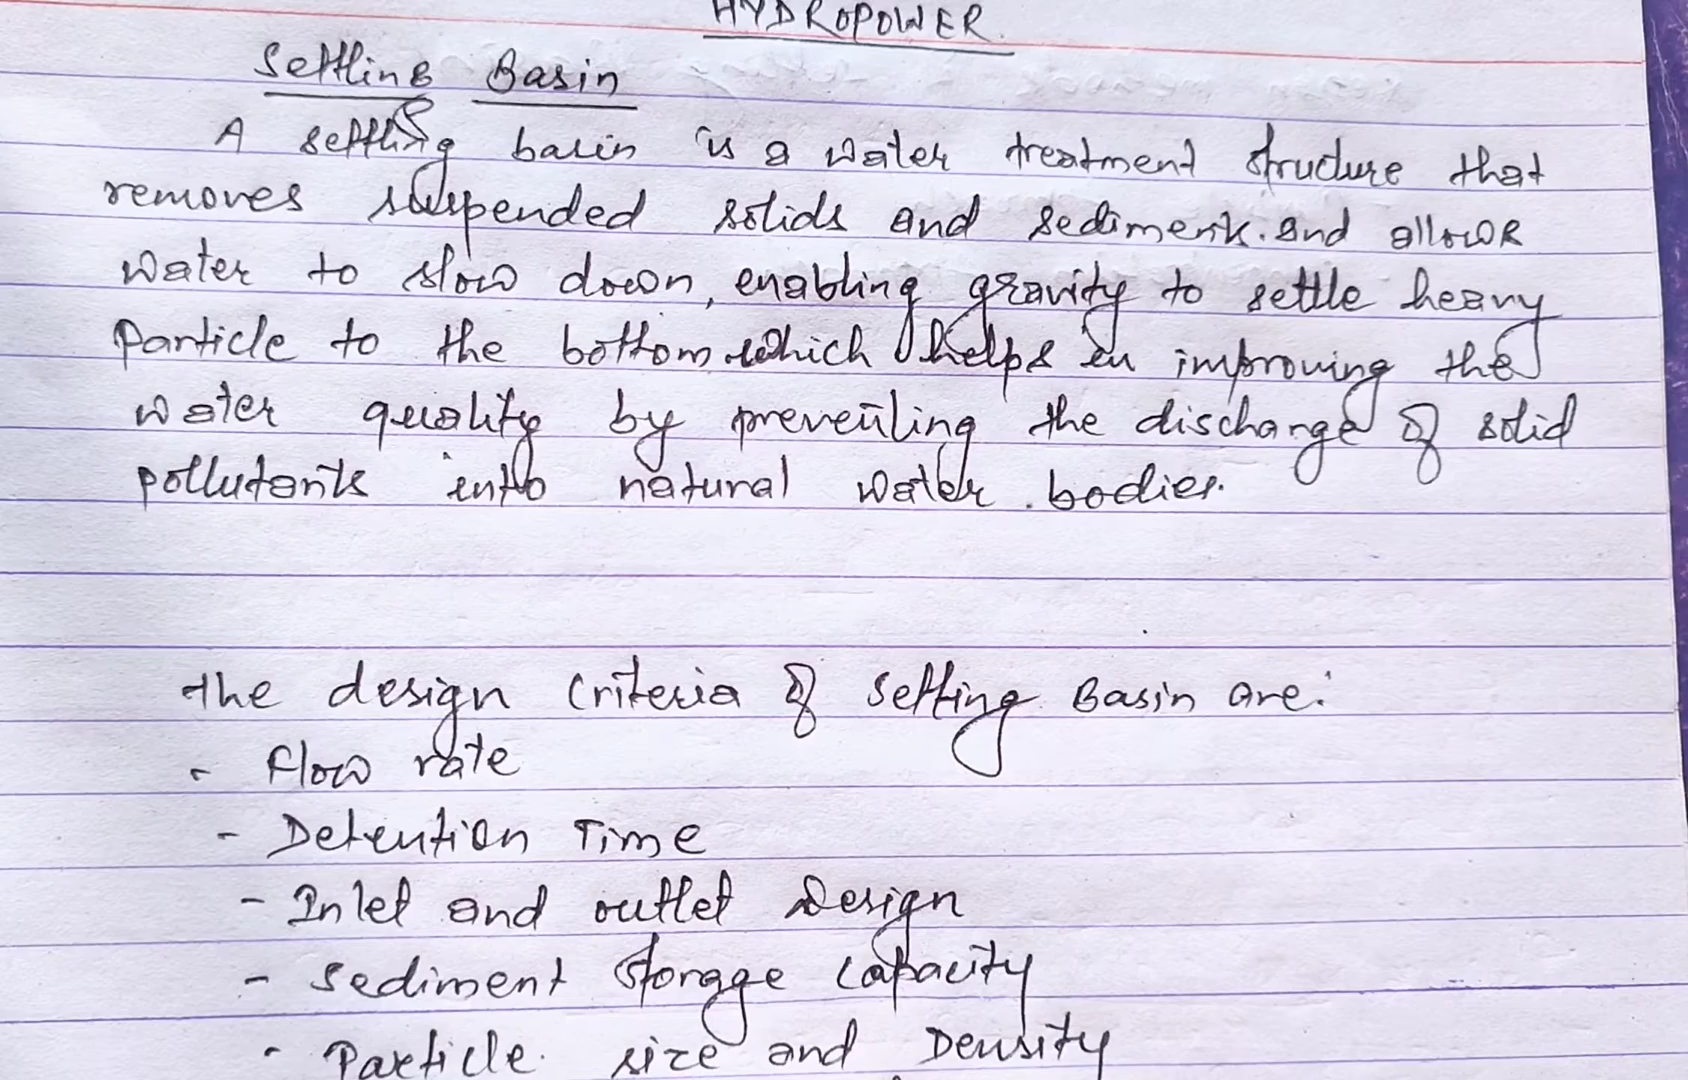 HYDROPOWER.
Settling Basin
A settling basin is a water treatment structure that
removes suspended solids and sediments. and allows
water to slow down, enabling gravity to settle heavy
Particle to the bottom which helps in improving the
water quality by preventing the discharge of solid
pollutants into natural water bodies.
The design criteria of settling Basin are:
- Flow rate
- Detention Time
- Inlet and outlet Design
- Sediment Storage Capacity
- Particle size and Density